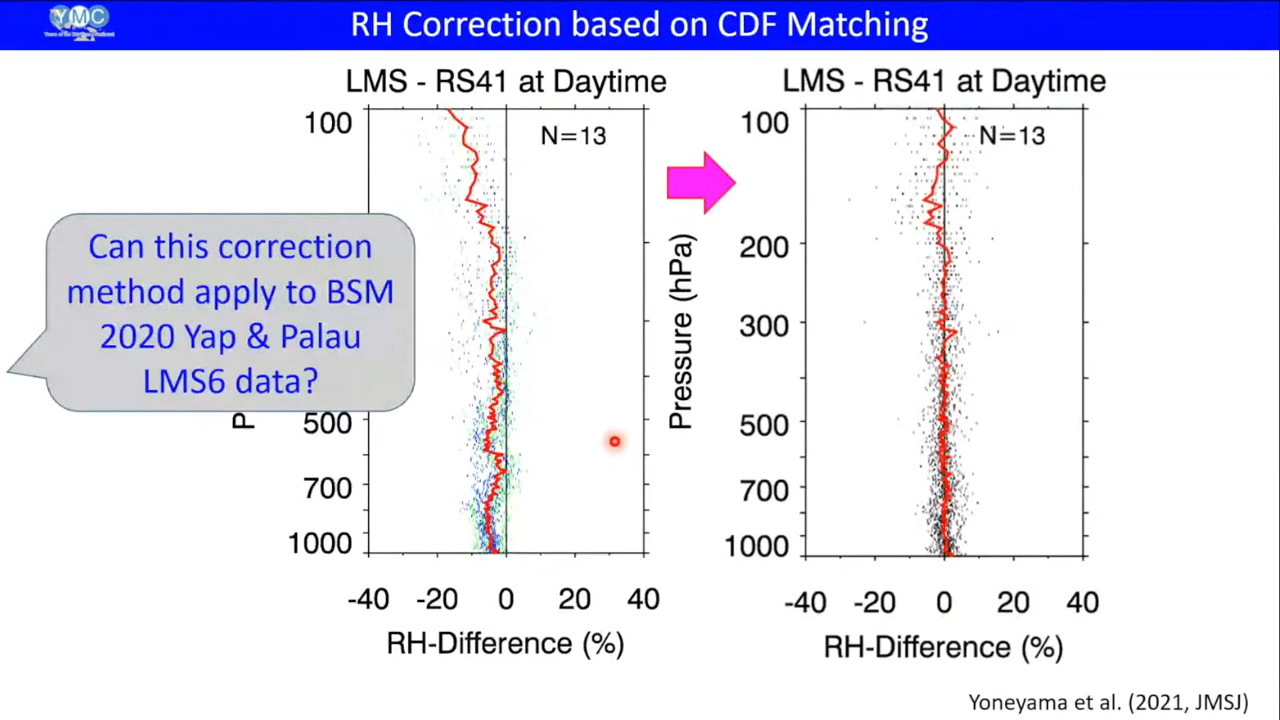 YMC
RH Correction based on CDF Matching
LMS - RS41 at Daytime
N=13
100
500
700
1000
-40 -20 0 20 40
RH-Difference (%)
P
Can this correction
method apply to BSM
2020 Yap & Palau
LMS6 data?
LMS - RS41 at Daytime
N=13
Pressure (hPa)
100
200
300
500
700
1000
-40 -20 0 20 40
RH-Difference (%)
Yoneyama et al. (2021, JMSJ)